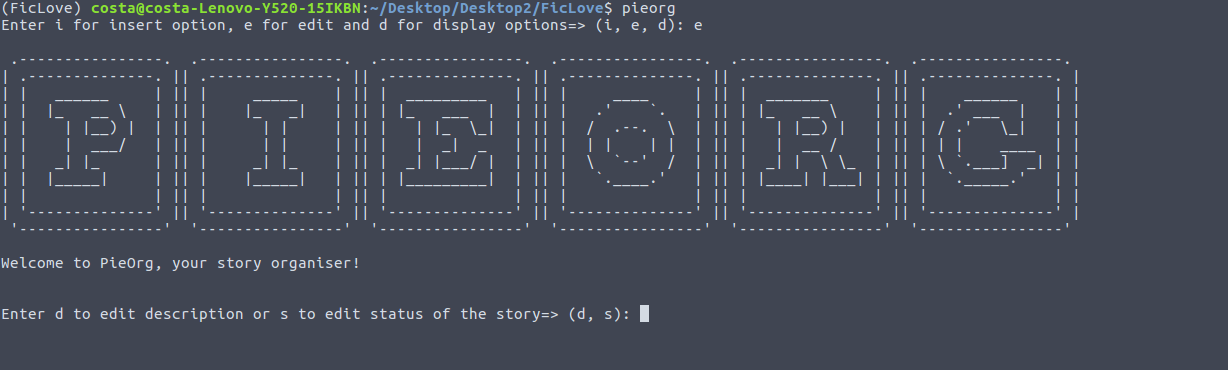 (FicLove) costa@costa-Lenovo-Y520-15IKBN:~/Desktop/Desktop2/FicLove$ pieorg
Enter i for insert option, e for edit and d for display options=> (i, e, d): e
PIEORG
Welcome to PieOrg, your story organiser!
Enter d to edit description or s to edit status of the story=> (d, s):